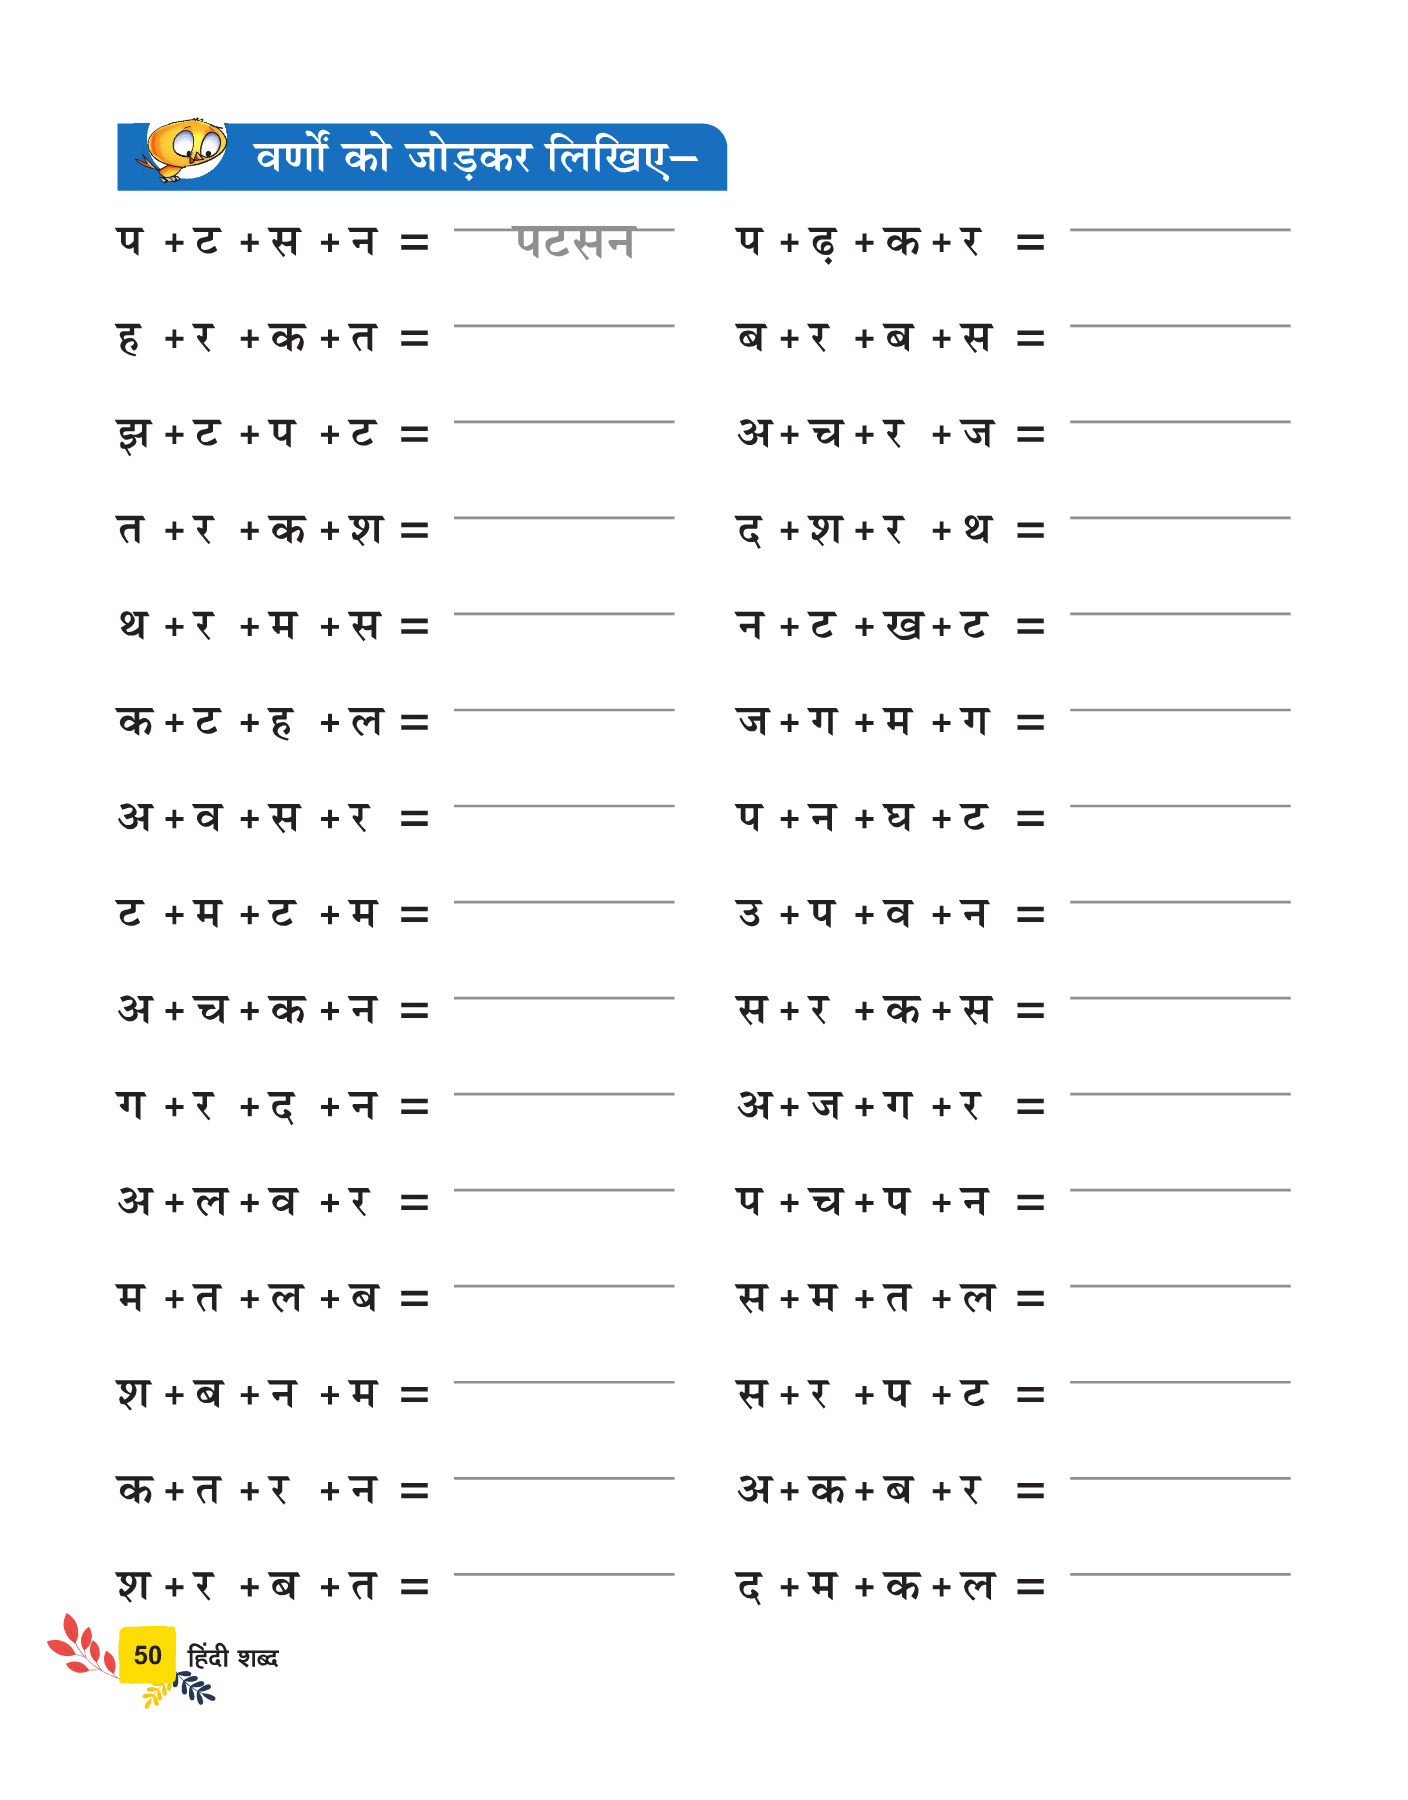 वर्णों को जोड़कर लिखिए–
प + ट + स + न = पटसन प + ढ़ + क + र =
ह + र + क + त = ब + र + ब + स =
झ + ट + प + ट = अ + च + र + ज =
त + र + क + श = द + श + र + थ =
थ + र + म + स = न + ट + ख + ट =
क + ट + ह + ल = ज + ग + म + ग =
अ + व + स + र = प + न + घ + ट =
ट + म + ट + म = उ + प + व + न =
अ + च + क + न = स + र + क + स =
ग + र + द + न = अ + ज + ग + र =
अ + ल + व + र = प + च + प + न =
म + त + ल + ब = स + म + त + ल =
श + ब + न + म = स + र + प + ट =
क + त + र + न = अ + क + ब + र =
श + र + ब + त = द + म + क + ल =
50 हिंदी शब्द